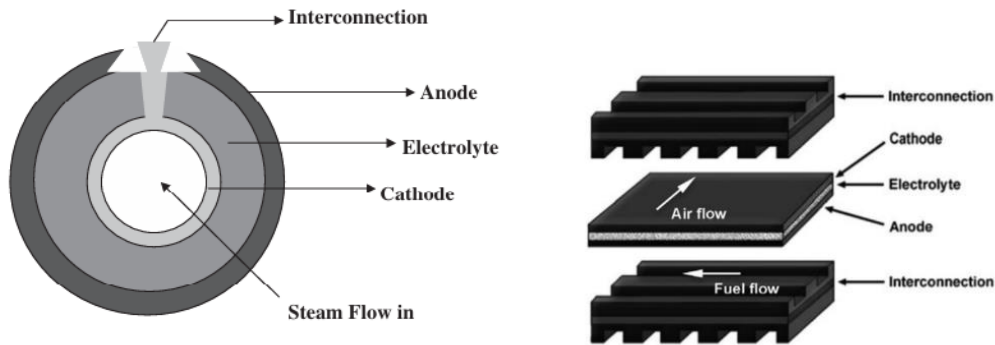 Interconnection
Anode
Electrolyte
Cathode
Steam Flow in
Interconnection
Cathode
Electrolyte
Anode
Air flow
Fuel flow
Interconnection